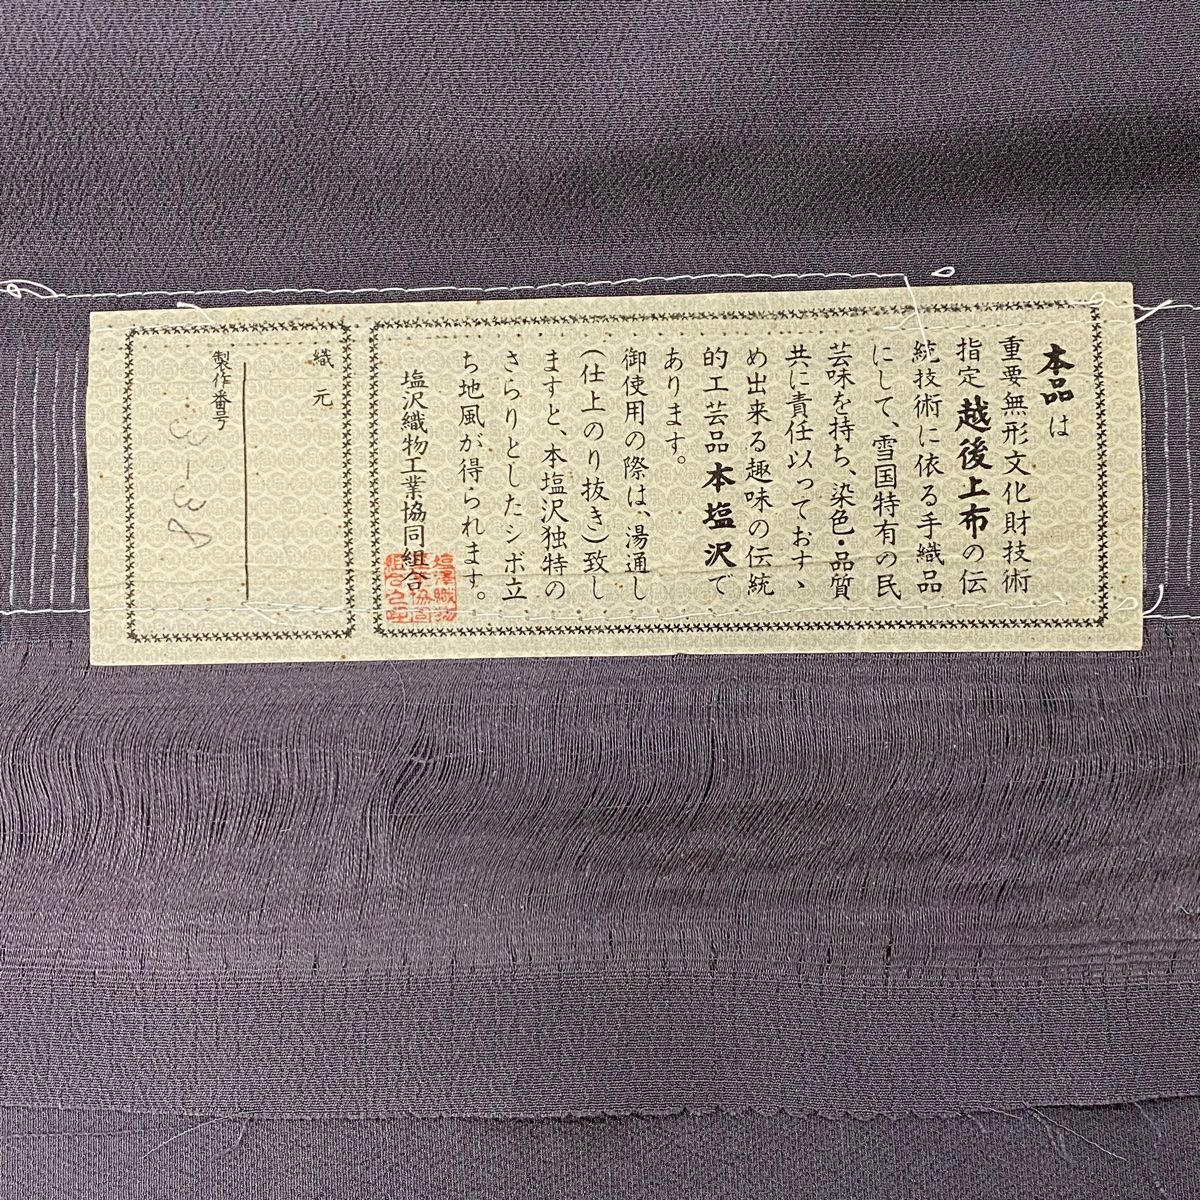 本品は
重要無形文化財技術
指定越後上布の伝
統技術に依る手織品
にして、雪国特有の民
芸味を持ち、染色・品質
共に責任以っておすゝ
め出来る趣味の伝統
的工芸品本塩沢で
あります。
御使用の際は、湯通し
(仕上のり抜き)致し
ますと、本塩沢独特の
さらりとしたシボ立
ち地風が得られます。
塩沢織物工業協同組合
織元
製作番号
3-38